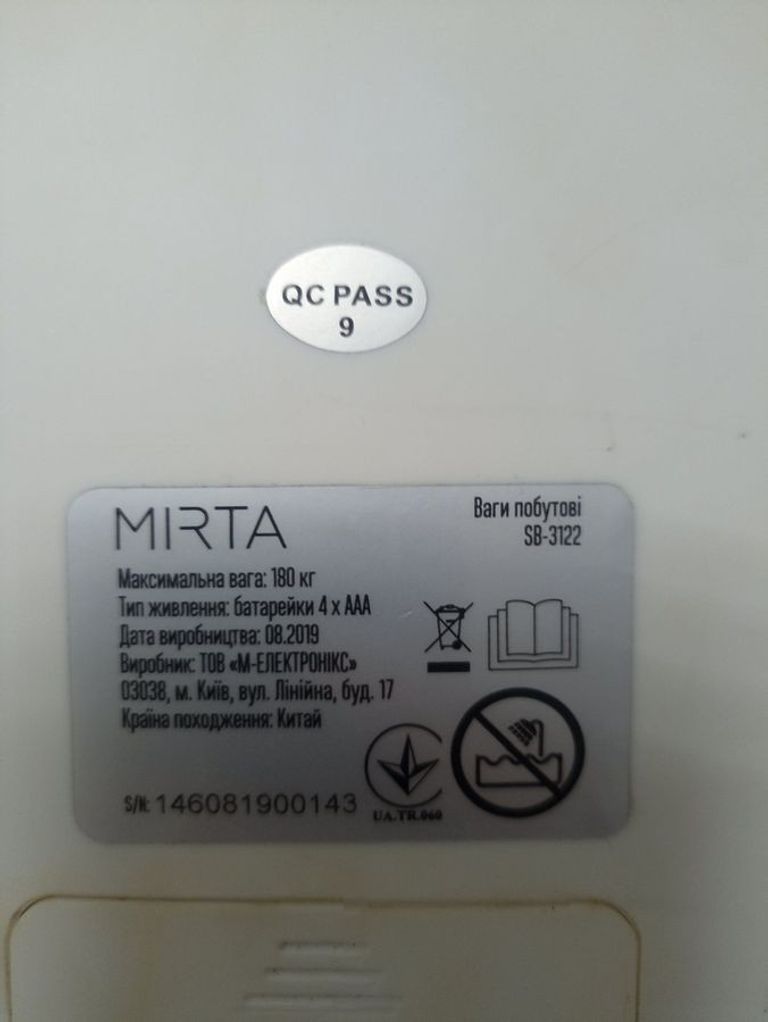 QC PASS
9
MIRTA
Ваги побутові
SB-3122
Максимальна вага: 180 кг
Тип живлення: батарейки 4 x AAA
Дата виробництва: 08.2019
Виробник: ТОВ «М-ЕЛЕКТРОНІКС»
03038, м. Київ, вул. Лінійна, буд. 17
Країна походження: Китай
S/N: 146081900143
UA.TR.060